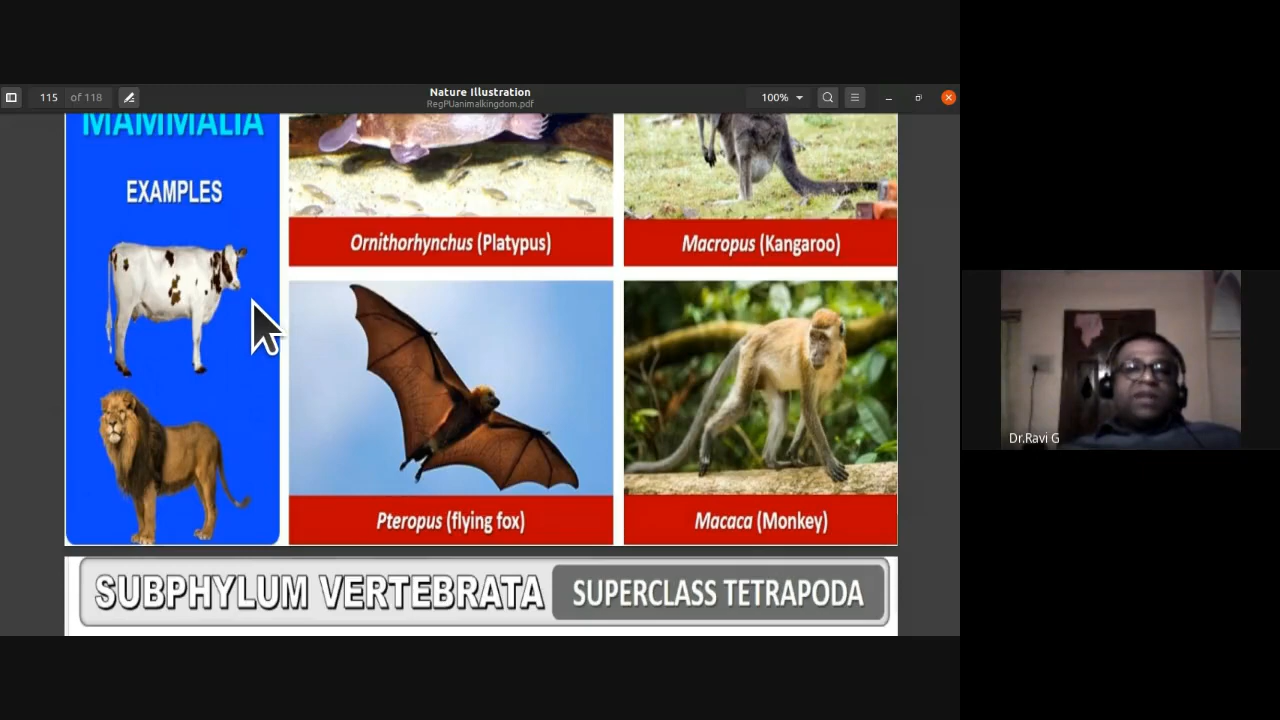 115 of 118
Nature Illustration
RegPUanimalkingdom.pdf
100%
MAMMALIA
EXAMPLES
Ornithorhynchus (Platypus)
Macropus (Kangaroo)
Pteropus (flying fox)
Macaca (Monkey)
SUBPHYLUM VERTEBRATA
SUPERCLASS TETRAPODA
Dr.Ravi G